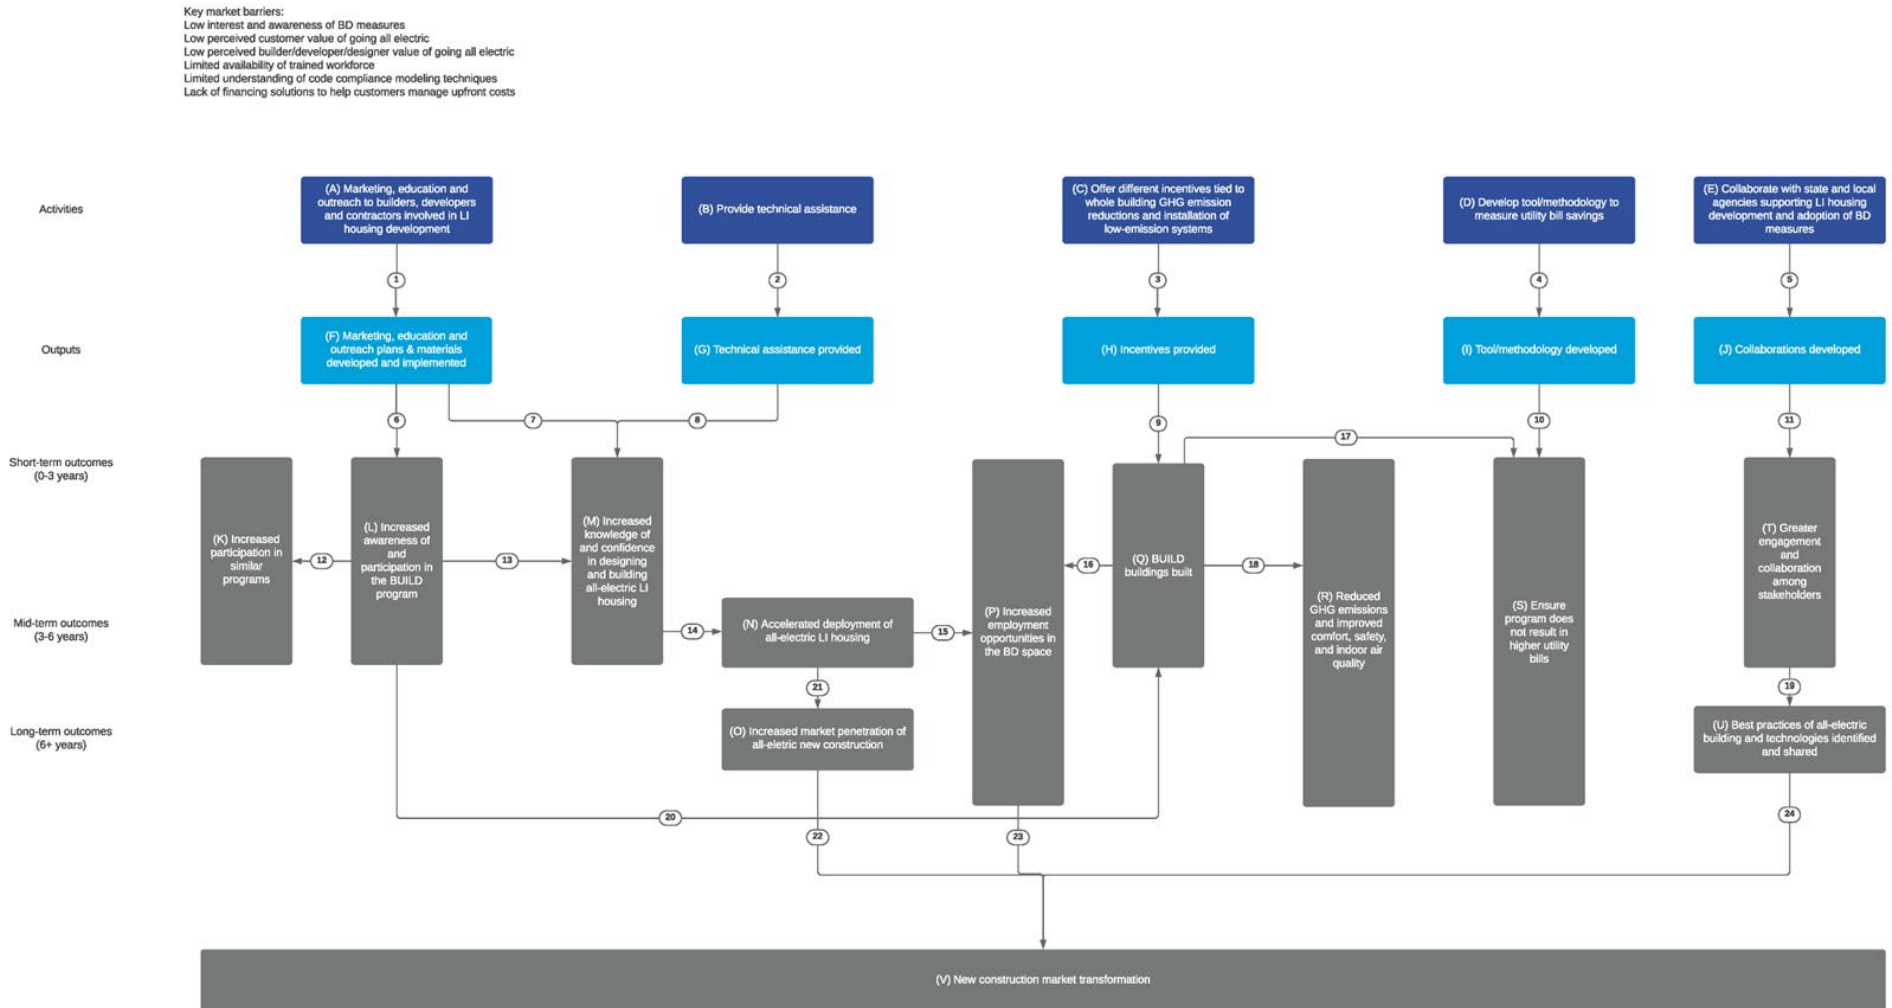 Key market barriers:
Low interest and awareness of BD measures
Low perceived customer value of going all electric
Low perceived builder/developer/designer value of going all electric
Limited availability of trained workforce
Limited understanding of code compliance modeling techniques
Lack of financing solutions to help customers manage upfront costs
Activities
(A) Marketing, education and
outreach to builders, developers
and contractors involved in LI
housing development
(B) Provide technical assistance
(C) Offer different incentives tied to
whole building GHG emission
reductions and installation of
low-emission systems
(D) Develop tool/methodology to
measure utility bill savings
(E) Collaborate with state and local
agencies supporting LI housing
development and adoption of BD
measures
1
2
3
4
5
Outputs
(F) Marketing, education and
outreach plans & materials
developed and implemented
(G) Technical assistance provided
(H) Incentives provided
(I) Tool/methodology developed
(J) Collaborations developed
6
7
8
9
10
11
17
Short-term outcomes
(0-3 years)
(K) Increased
participation in
similar
programs
12
(L) Increased
awareness of
and
participation in
the BUILD
program
13
(M) Increased
knowledge of
and confidence
in designing
and building
all-electric LI
housing
(P) Increased
employment
opportunities in
the BD space
16
(Q) BUILD
buildings built
18
(R) Reduced
GHG emissions
and improved
comfort, safety,
and indoor air
quality
(S) Ensure
program does
not result in
higher utility
bills
(T) Greater
engagement
and
collaboration
among
stakeholders
Mid-term outcomes
(3-6 years)
14
(N) Accelerated deployment of
all-electric LI housing
15
21
19
Long-term outcomes
(6+ years)
(O) Increased market penetration of
all-eletric new construction
(U) Best practices of all-electric
building and technologies identified
and shared
20
22
23
24
(V) New construction market transformation